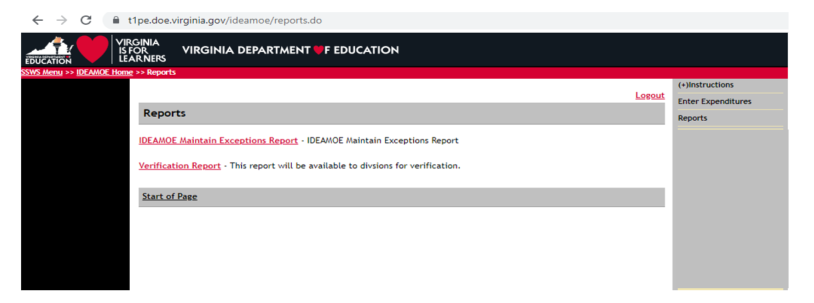 t1pe.doe.virginia.gov/ideamoe/reports.do
EDUCATION
VIRGINIA
IS FOR
LEARNERS
VIRGINIA DEPARTMENT F EDUCATION
SSWS Menu >> IDEAMOE Home >> Reports
Logout
Reports
IDEAMOE Maintain Exceptions Report - IDEAMOE Maintain Exceptions Report
Verification Report - This report will be available to divsions for verification.
Start of Page
(+)Instructions
Enter Expenditures
Reports